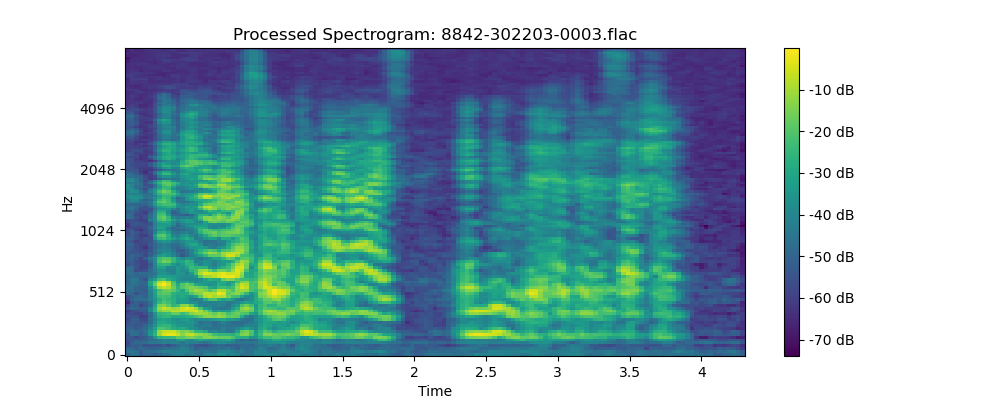 Processed Spectrogram: 8842-302203-0003.flac
Hz
4096
2048
1024
512
0
0 0.5 1 1.5 2 2.5 3 3.5 4
Time
-10 dB
-20 dB
-30 dB
-40 dB
-50 dB
-60 dB
-70 dB